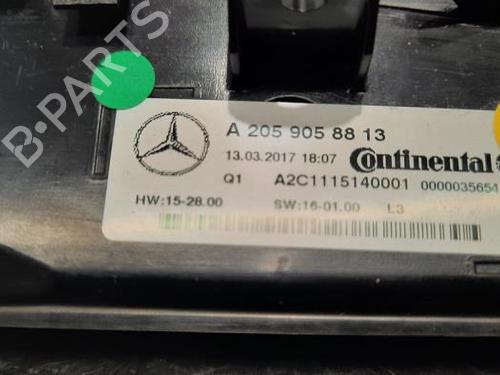 A 205 905 88 13
13.03.2017 18:07 Continental
Q1 A2C1115140001 0000035654
HW:15-28.00 SW:16-01.00 L3
B-PARTS